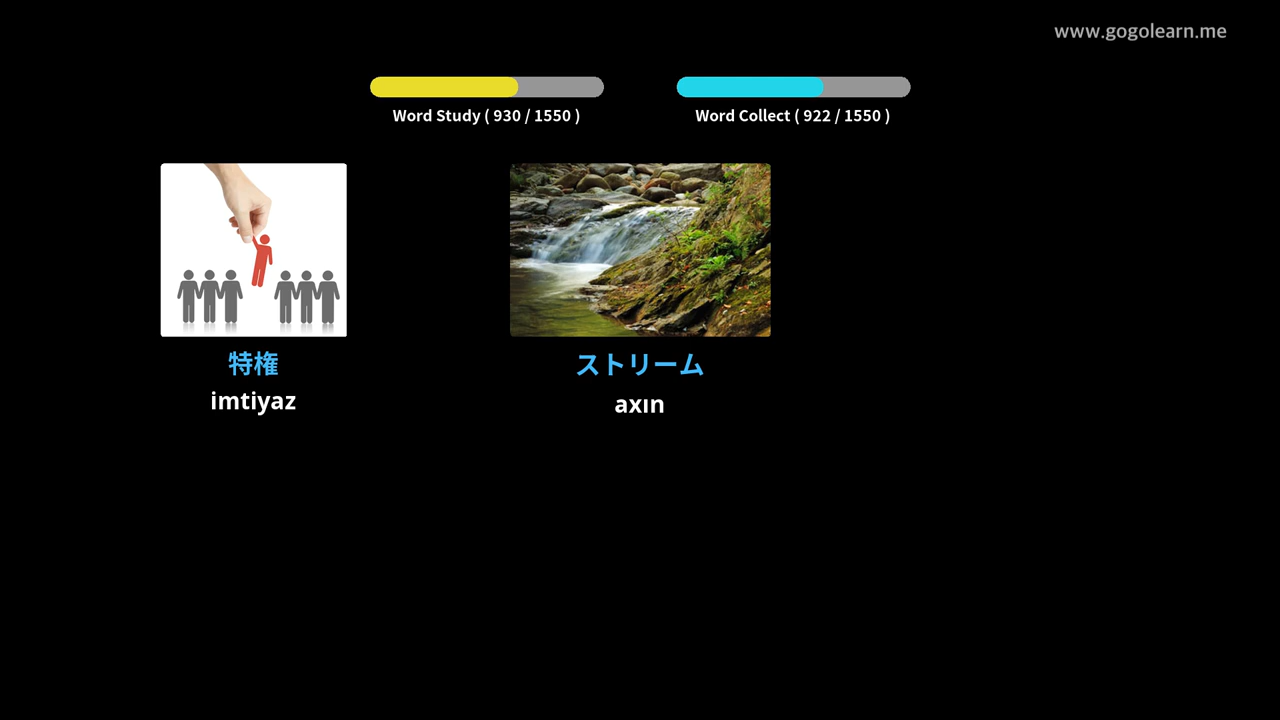 www.gogolearn.me
Word Study ( 930 / 1550 )
Word Collect ( 922 / 1550 )
特権
imtiyaz
ストリーム
axın